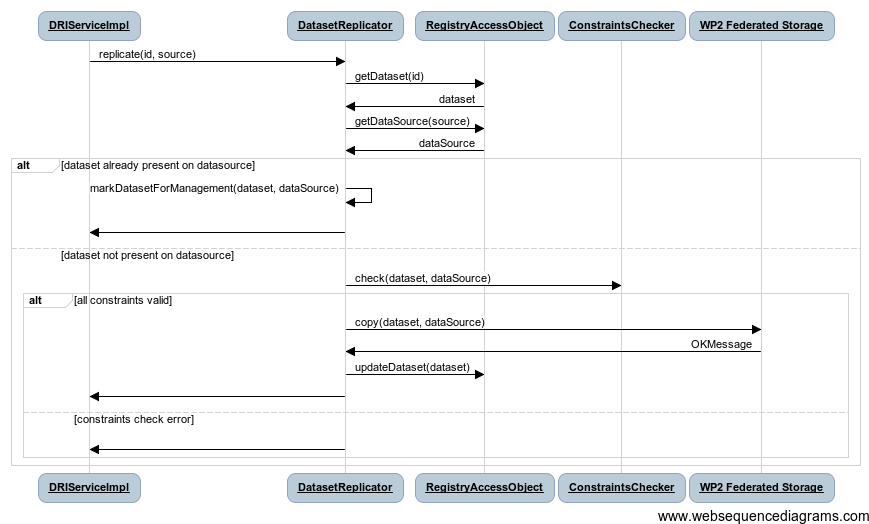 DRIServiceImpl DatasetReplicator RegistryAccessObject ConstraintsChecker WP2 Federated Storage
replicate(id, source)
getDataset(id)
dataset
getDataSource(source)
dataSource
alt [dataset already present on datasource]
markDatasetForManagement(dataset, dataSource)
[dataset not present on datasource]
check(dataset, dataSource)
alt [all constraints valid]
copy(dataset, dataSource)
OKMessage
updateDataset(dataset)
[constraints check error]
DRIServiceImpl DatasetReplicator RegistryAccessObject ConstraintsChecker WP2 Federated Storage
www.websequencediagrams.com